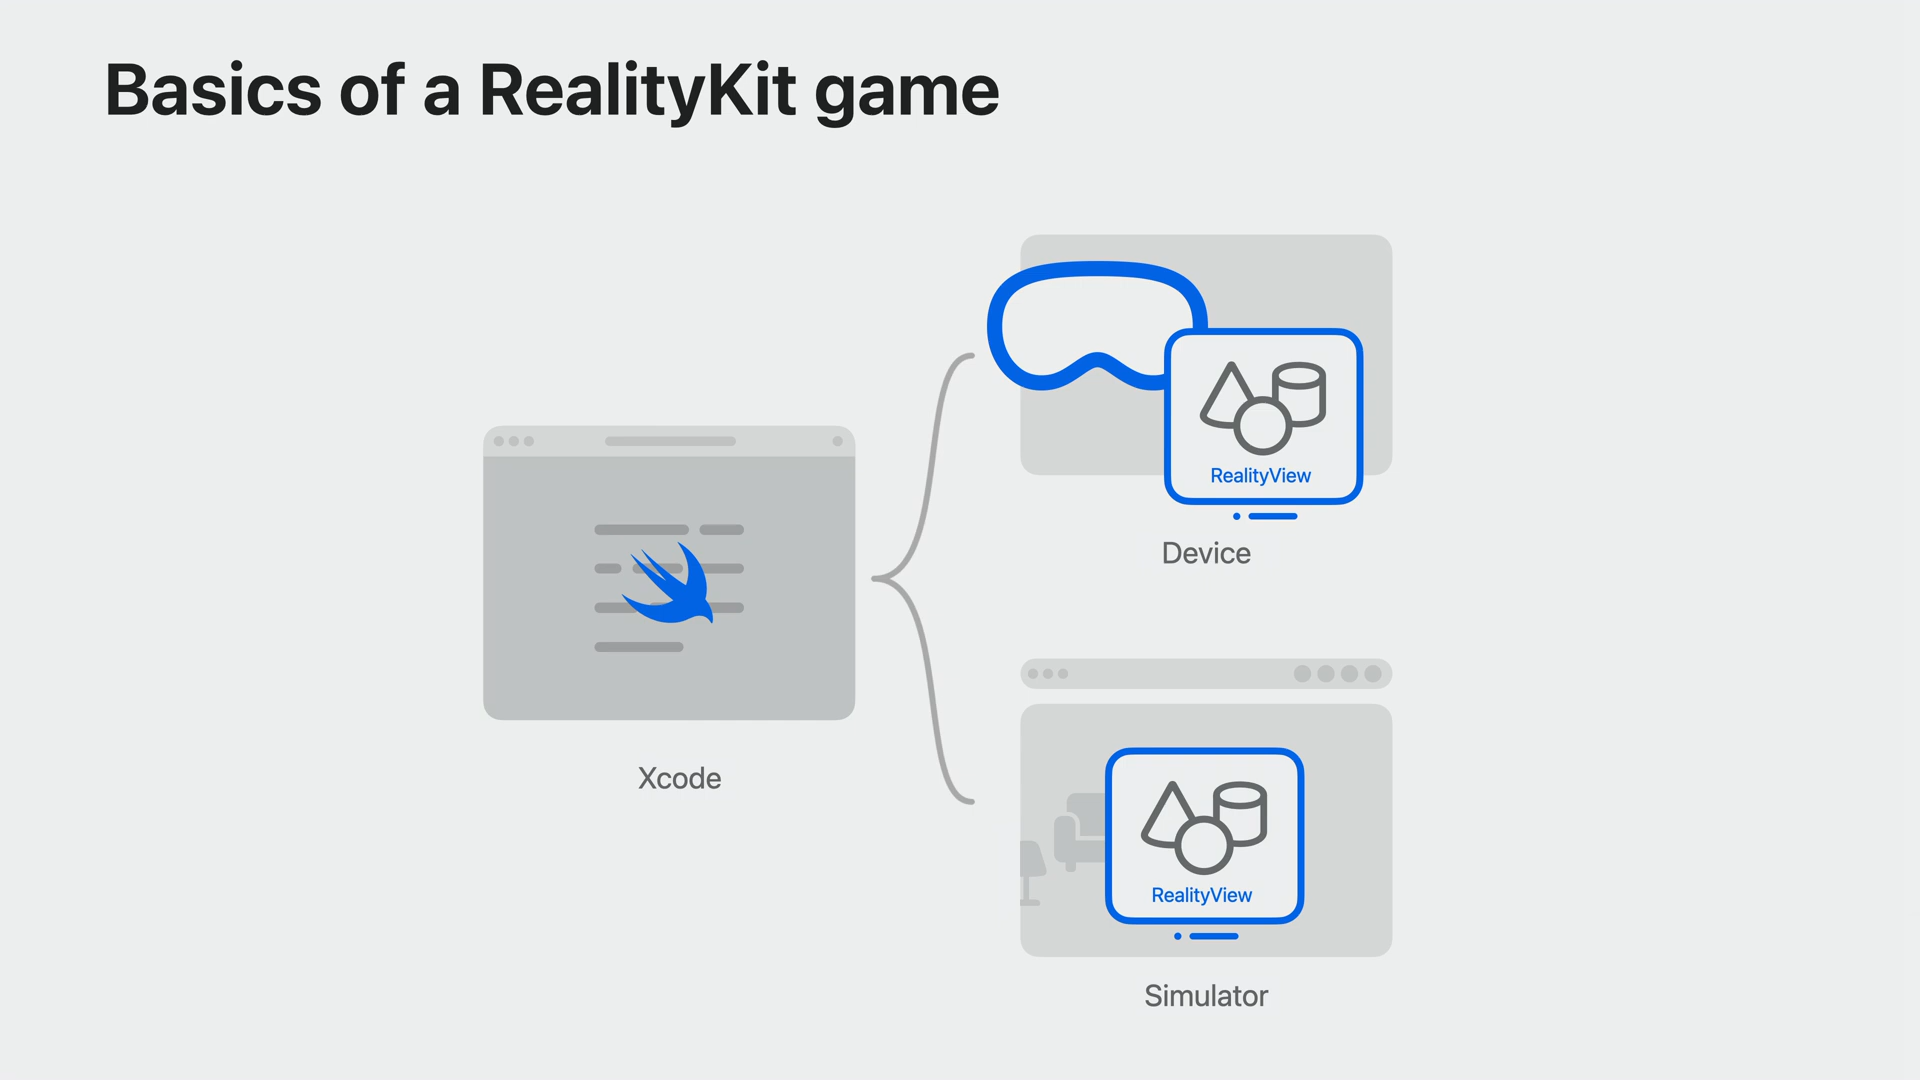 Basics of a RealityKit game
RealityView
Device
Xcode
RealityView
Simulator